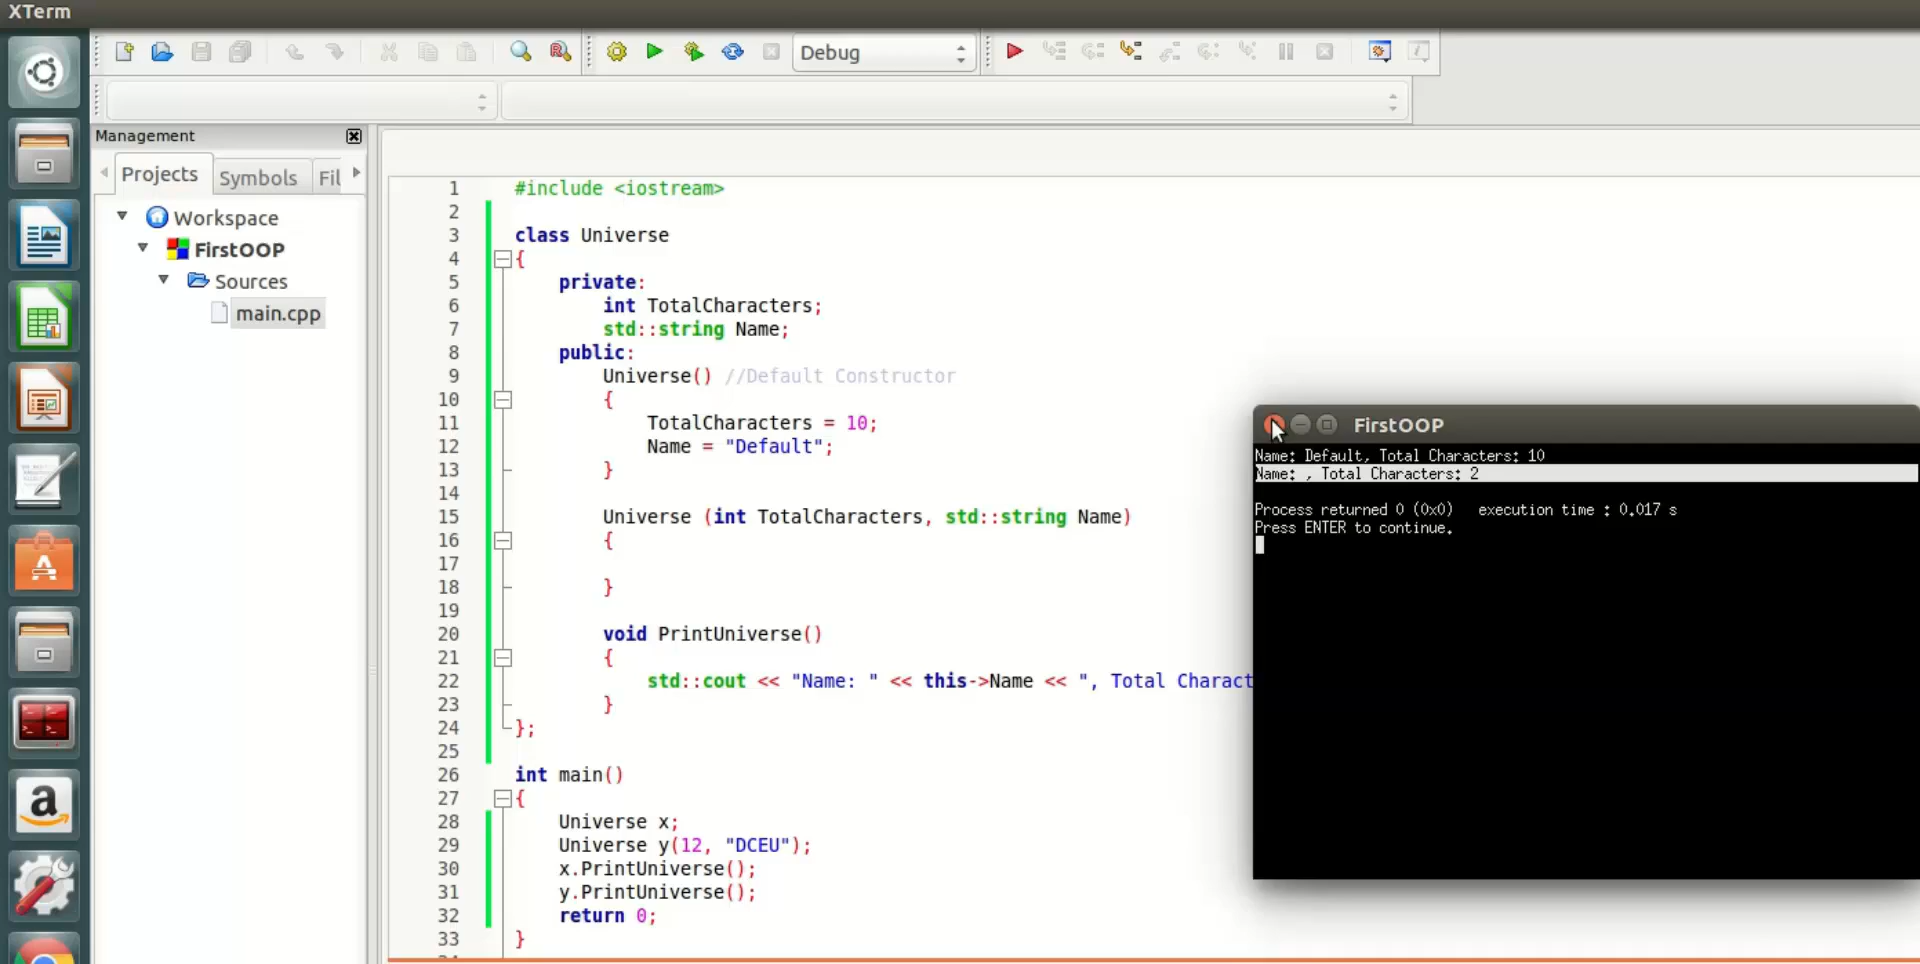 XTerm
Debug
Management
Projects
Symbols
Fil
Workspace
FirstOOP
Sources
main.cpp
1 #include <iostream>
2
3 class Universe
4 {
5 private:
6 int TotalCharacters;
7 std::string Name;
8 public:
9 Universe() //Default Constructor
10 {
11 TotalCharacters = 10;
12 Name = "Default";
13 }
14
15 Universe (int TotalCharacters, std::string Name)
16 {
17
18 }
19
20 void PrintUniverse()
21 {
22 std::cout << "Name: " << this->Name << ", Total Charact
23 }
24 };
25
26 int main()
27 {
28 Universe x;
29 Universe y(12, "DCEU");
30 x.PrintUniverse();
31 y.PrintUniverse();
32 return 0;
33 }
FirstOOP
Name: Default, Total Characters: 10
Name: , Total Characters: 2
Process returned 0 (0x0) execution time : 0.017 s
Press ENTER to continue.